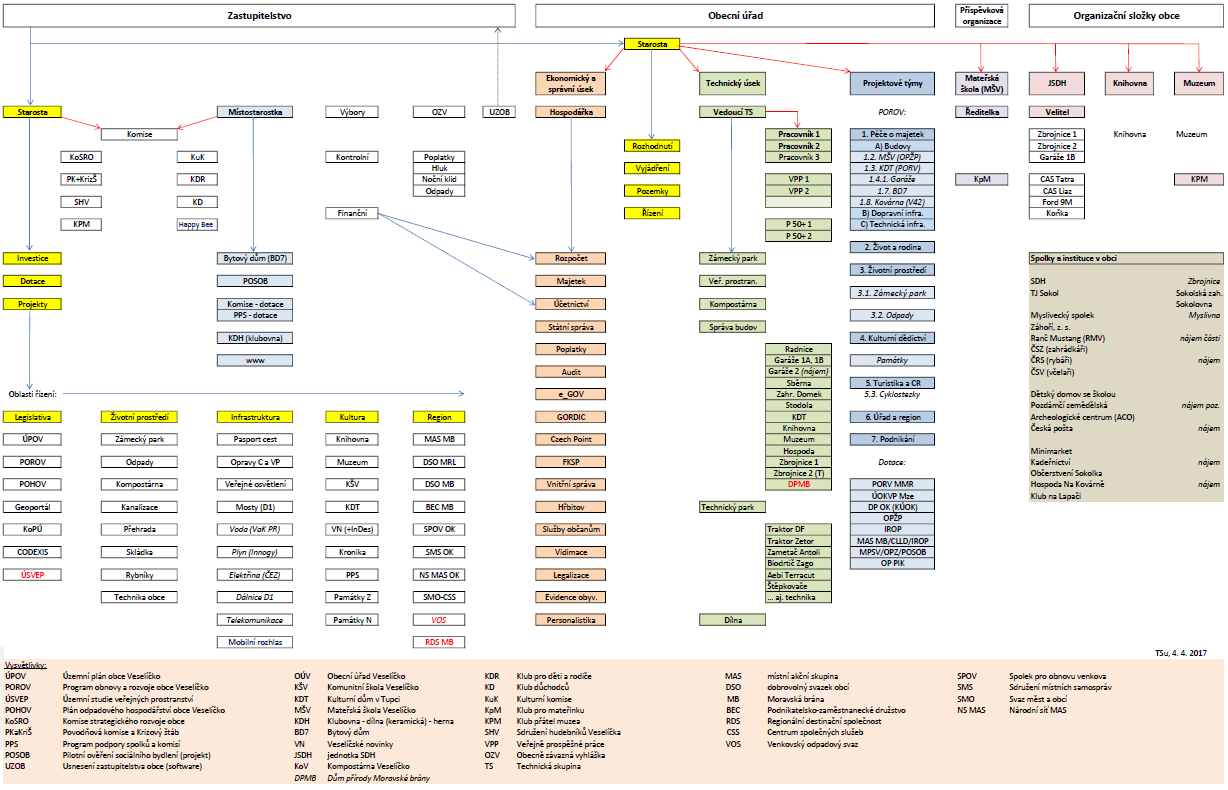 Zastupitelstvo
Obecní úřad
Příspěvková
organizace
Organizační složky obce
Starosta
Ekonomický a
správní úsek
Technický úsek
Projektové týmy
Mateřská
škola (MŠV)
JSDH
Knihovna
Muzeum
Starosta
Místostarostka
Výbory
OZV
UZOB
Hospodářka
Vedoucí TS
POROV:
Ředitelka
Velitel
Komise
KoSRO
PK+KrizŠ
SHV
KPM
KuK
KDR
KD
Happy Bee
Kontrolní
Finanční
Poplatky
Hluk
Noční klid
Odpady
Rozhodnutí
Vyjádření
Pozemky
Řízení
Pracovník 1
Pracovník 2
Pracovník 3
VPP 1
VPP 2
P 50+ 1
P 50+ 2
1. Péče o majetek
A) Budovy
1.2. MŠV (OPŽP)
1.3. KDT (PORV)
1.4.1. Garáže
1.7. BD7
1.8. Kovárna (V42)
B) Dopravní infra.
C) Technická infra.
2. Život a rodina
3. Životní prostředí
3.1. Zámecký park
3.2. Odpady
4. Kulturní dědictví
Památky
5. Turistika a CR
5.3. Cyklostezky
6. Úřad a region
7. Podnikání
Dotace:
PORV MMR
ÚOKVP Mze
DP OK (KÚOK)
OPŽP
IROP
MAS MB/CLLD/IROP
MPSV/OPZ/POSOB
OP PIK
KpM
Zbrojnice 1
Zbrojnice 2
Garáže 1B
CAS Tatra
CAS Liaz
Ford 9M
Koňka
Knihovna
Muzeum
KPM
Investice
Dotace
Projekty
Bytový dům (BD7)
POSOB
Komise - dotace
PPS - dotace
KDH (klubovna)
www
Rozpočet
Majetek
Účetnictví
Státní správa
Poplatky
Audit
e_GOV
GORDIC
Czech Point
FKSP
Vnitřní správa
Hřbitov
Služby občanům
Vidimace
Legalizace
Evidence obyv.
Personalistika
Zámecký park
Veř. prostran.
Kompostárna
Správa budov
Radnice
Garáže 1A, 1B
Garáže 2 (nájem)
Sběrna
Zahr. Domek
Stodola
KDT
Knihovna
Muzeum
Hospoda
Zbrojnice 1
Zbrojnice 2 (T)
DPMB
Technický park
Traktor DF
Traktor Zetor
Zametač Antoli
Biodrtič Zago
Aebi Terracut
Štěpkovače
... aj. technika
Dílna
Spolky a instituce v obci
SDH Zbrojnice
TJ Sokol Sokolská zah.
Sokolovna
Myslivecký spolek Myslivna
Záhoří, z. s.
Ranč Mustang (RMV) nájem části
ČSZ (zahrádkáři)
ČRS (rybáři) nájem
ČSV (včelaři)
Dětský domov se školou
Pozdámčí zemědělská nájem poz.
Archeologické centrum (ACO)
Česká pošta nájem
Minimarket
Kadeřnictví nájem
Občerstvení Sokolka
Hospoda Na Kovárně nájem
Klub na Lapači
Oblasti řízení:
Legislativa
ÚPOV
POROV
POHOV
Geoportál
KoPÚ
CODEXIS
ÚSVEP
Životní prostředí
Zámecký park
Odpady
Kompostárna
Kanalizace
Přehrada
Skládka
Rybníky
Technika obce
Infrastruktura
Pasport cest
Opravy C a VP
Veřejné osvětlení
Mosty (D1)
Voda (VaK PR)
Plyn (Innogy)
Elektřina (ČEZ)
Dálnice D1
Telekomunikace
Mobilní rozhlas
Kultura
Knihovna
Muzeum
KŠV
KDT
VN (+InDes)
Kronika
PPS
Památky Z
Památky N
Region
MAS MB
DSO MRL
DSO MB
BEC MB
SPOV OK
SMS OK
NS MAS OK
SMO-CSS
VOS
RDS MB
TSu, 4. 4. 2017
Vysvětlivky:
ÚPOV Územní plán obce Veselíčko
POROV Program obnovy a rozvoje obce Veselíčko
ÚSVEP Územní studie veřejných prostranství
POHOV Plán odpadového hospodářství obce Veselíčko
KoSRO Komise strategického rozvoje obce
PKaKriŠ Povodňová komise a Krizový štáb
PPS Program podpory spolků a komisí
POSOB Pilotní ověření sociálního bydlení (projekt)
UZOB Usnesení zastupitelstva obce (software)
OÚV Obecní úřad Veselíčko
KŠV Komunitní škola Veselíčko
KDT Kulturní dům v Tupci
MŠV Mateřská škola Veselíčko
KDH Klubovna - dílna (keramická) - herna
BD7 Bytový dům
VN Veselíčské novinky
JSDH jednotka SDH
KoV Kompostárna Veselíčko
DPMB Dům přírody Moravské brány
KDR Klub pro děti a rodiče
KD Klub důchodců
KuK Kulturní komise
KpM Klub pro mateřinku
KPM Klub přátel muzea
SHV Sdružení hudebníků Veselíčka
VPP Veřejně prospěšné práce
OZV Obecně závazná vyhláška
TS Technická skupina
MAS místní akční skupina
DSO dobrovolný svazek obcí
MB Moravská brána
BEC Podnikatelsko-zaměstnanecké družstvo
RDS Regionální destinační společnost
CSS Centrum společných služeb
VOS Venkovský odpadový svaz
SPOV Spolek pro obnovu venkova
SMS Sdružení místních samospráv
SMO Svaz měst a obcí
NS MAS Národní síť MAS